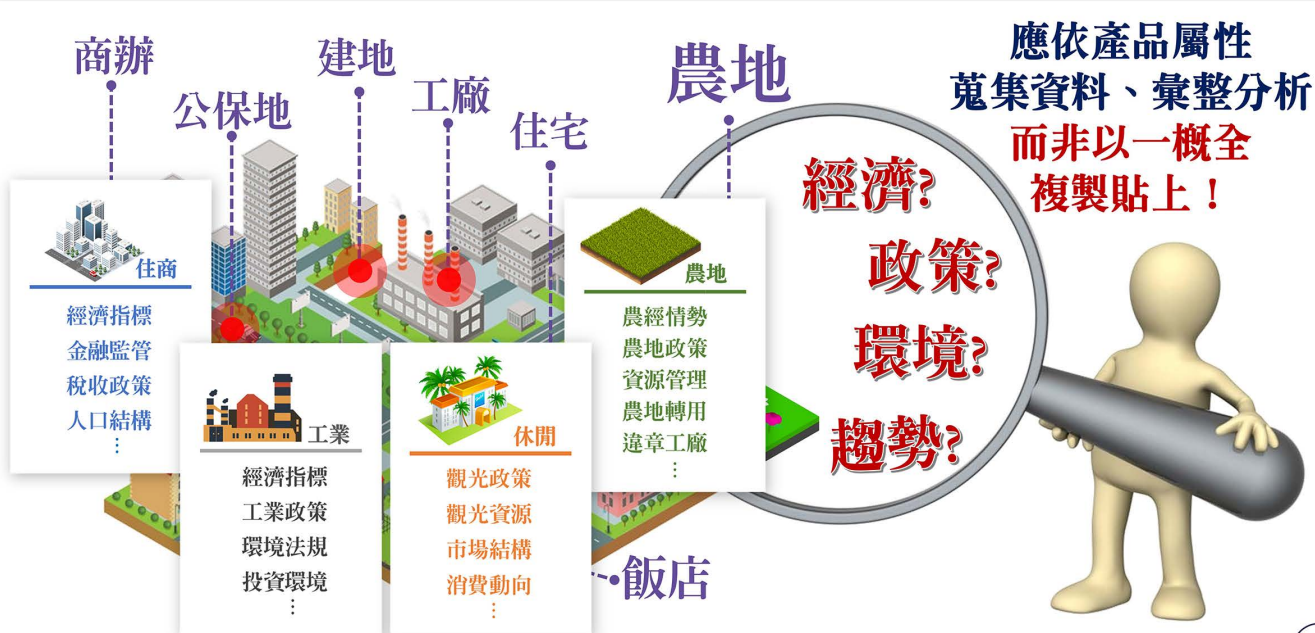 商辦
公保地
建地
工廠
住宅
農地
應依產品屬性
蒐集資料、彙整分析
而非以一概全
複製貼上！
經濟?
政策?
環境?
趨勢?
住商
經濟指標
金融監管
稅收政策
人口結構
⋮
工業
經濟指標
工業政策
環境法規
投資環境
⋮
休閒
觀光政策
觀光資源
市場結構
消費動向
⋮
農地
農經情勢
農地政策
資源管理
農地轉用
違章工廠
⋮
飯店